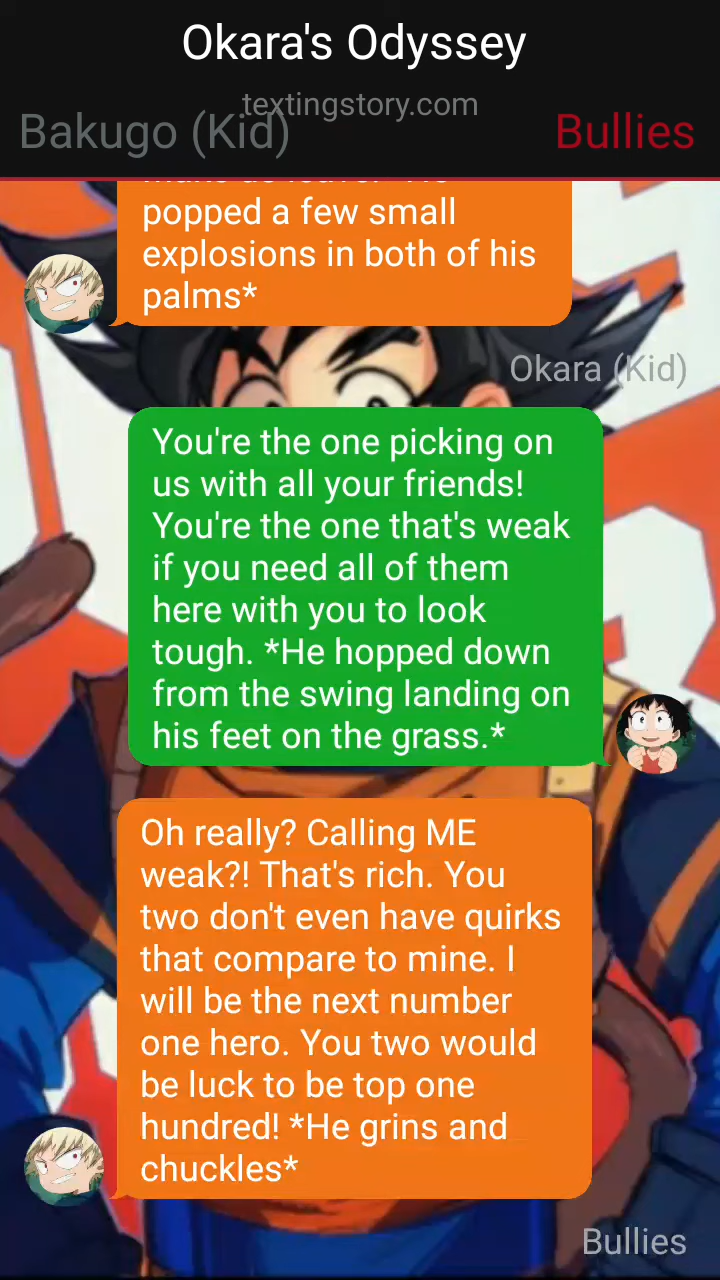 Okara's Odyssey
textingstory.com
Bakugo (Kid)
Bullies
popped a few small
explosions in both of his
palms*
Okara (Kid)
You're the one picking on
us with all your friends!
You're the one that's weak
if you need all of them
here with you to look
tough. *He hopped down
from the swing landing on
his feet on the grass.*
Oh really? Calling ME
weak?! That's rich. You
two don't even have quirks
that compare to mine. I
will be the next number
one hero. You two would
be luck to be top one
hundred! *He grins and
chuckles*
Bullies